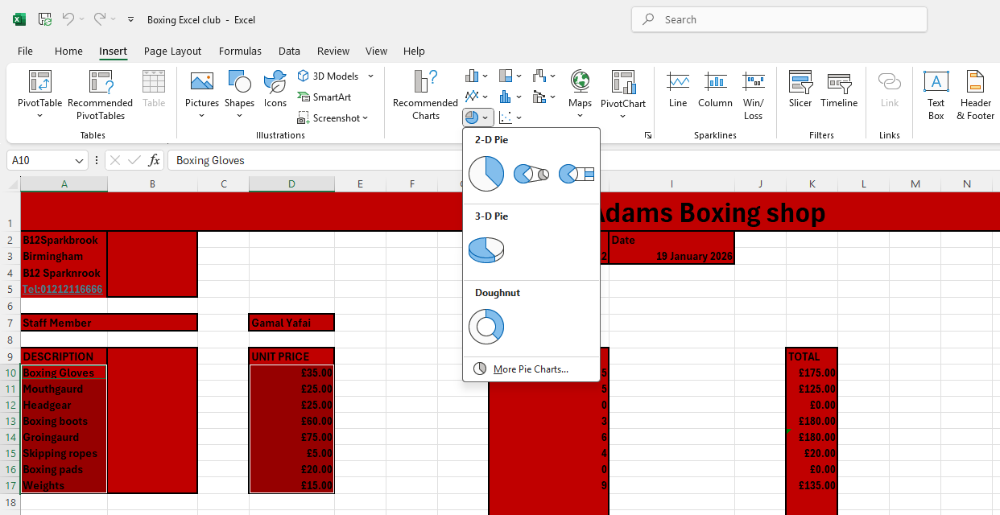 Boxing Excel club - Excel
Search
File Home Insert Page Layout Formulas Data Review View Help
PivotTable Recommended PivotTables Table
Tables
Pictures Shapes Icons 3D Models SmartArt Screenshot
Illustrations
Recommended Charts
Maps PivotChart
Line Column Win/ Loss
Sparklines
Slicer Timeline
Filters
Link
Links
Text Box Header & Footer
A10 fx Boxing Gloves
2-D Pie
3-D Pie
Doughnut
More Pie Charts...
A B C D E F I J K L M N
1 Adams Boxing shop
2 B12Sparkbrook Date
3 Birmingham 2 19 January 2026
4 B12 Sparknrook
5 Tel:01212116666
6
7 Staff Member Gamal Yafai
8
9 DESCRIPTION UNIT PRICE TOTAL
10 Boxing Gloves £35.00 5 £175.00
11 Mouthgaurd £25.00 5 £125.00
12 Headgear £25.00 0 £0.00
13 Boxing boots £60.00 3 £180.00
14 Groingaurd £75.00 6 £180.00
15 Skipping ropes £5.00 4 £20.00
16 Boxing pads £20.00 0 £0.00
17 Weights £15.00 9 £135.00
18